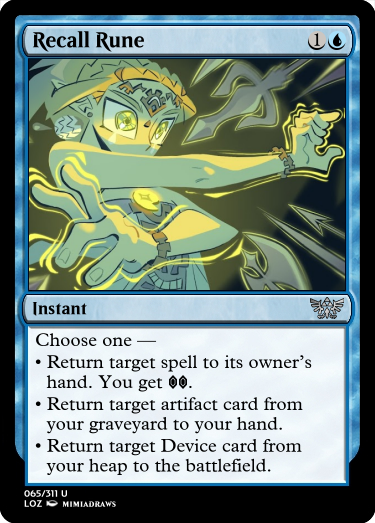 Recall Rune
1
Instant
Choose one —
• Return target spell to its owner's
hand. You get .
• Return target artifact card from
your graveyard to your hand.
• Return target Device card from
your heap to the battlefield.
065/311 U
LOZ MIMIADRAWS